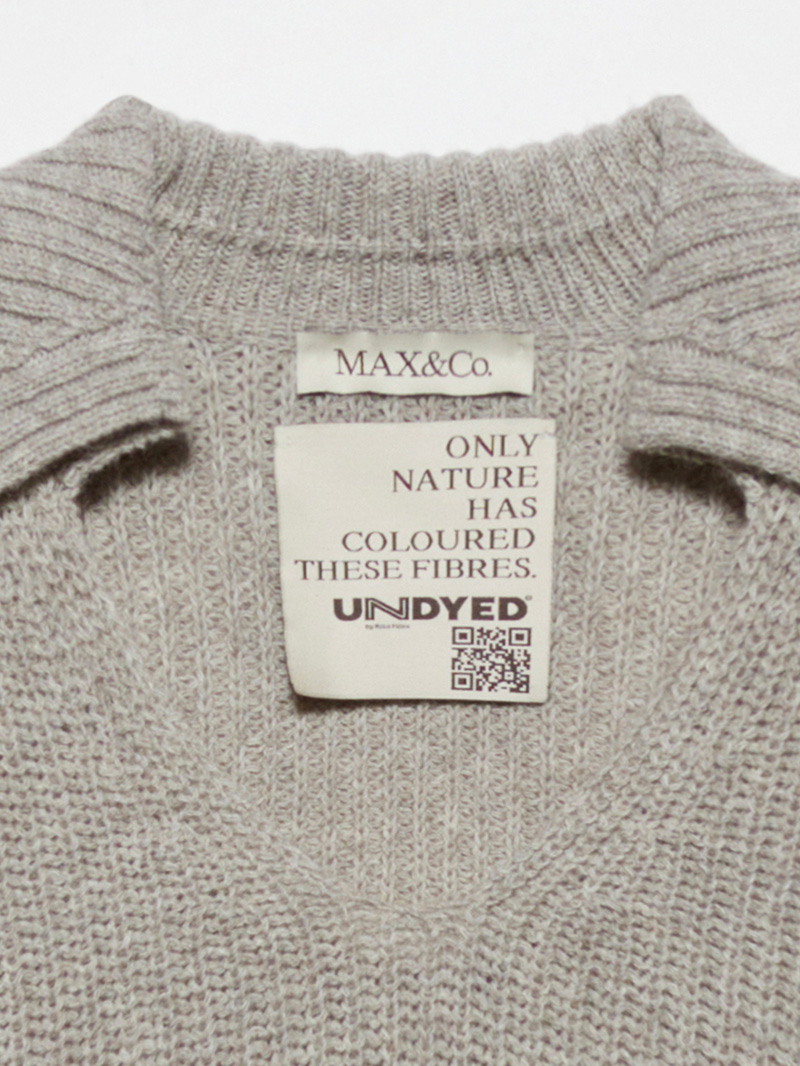 MAX&Co.
ONLY
NATURE
HAS
COLOURED
THESE FIBRES.
UNDYED®